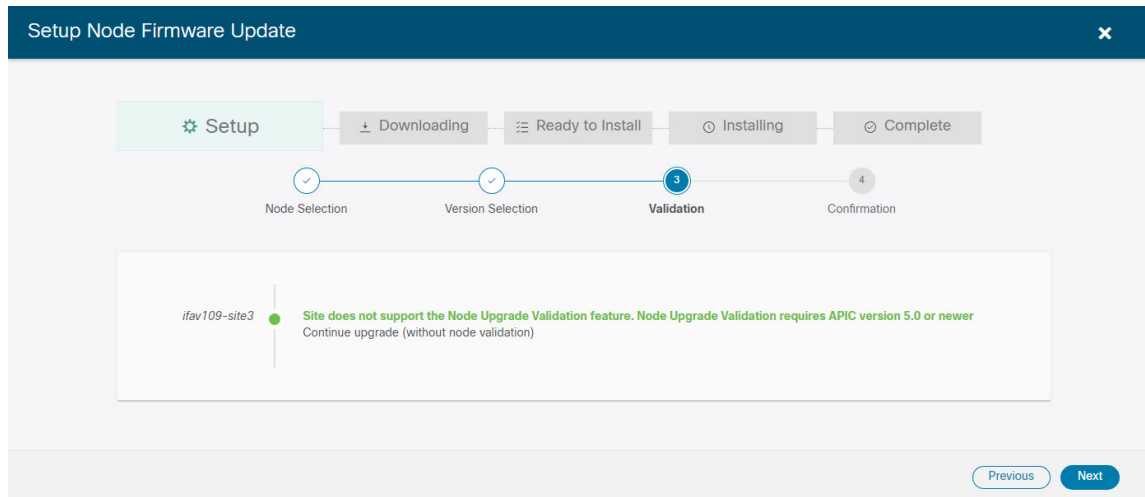 Setup Node Firmware Update
Setup
Downloading
Ready to Install
Installing
Complete
3
4
Node Selection
Version Selection
Validation
Confirmation
ifav109-site3
Site does not support the Node Upgrade Validation feature. Node Upgrade Validation requires APIC version 5.0 or newer
Continue upgrade (without node validation)
Previous
Next